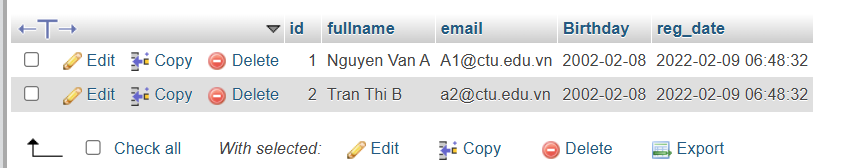 id fullname email Birthday reg_date
Edit Copy Delete 1 Nguyen Van A A1@ctu.edu.vn 2002-02-08 2022-02-09 06:48:32
Edit Copy Delete 2 Tran Thi B a2@ctu.edu.vn 2002-02-08 2022-02-09 06:48:32
Check all With selected: Edit Copy Delete Export